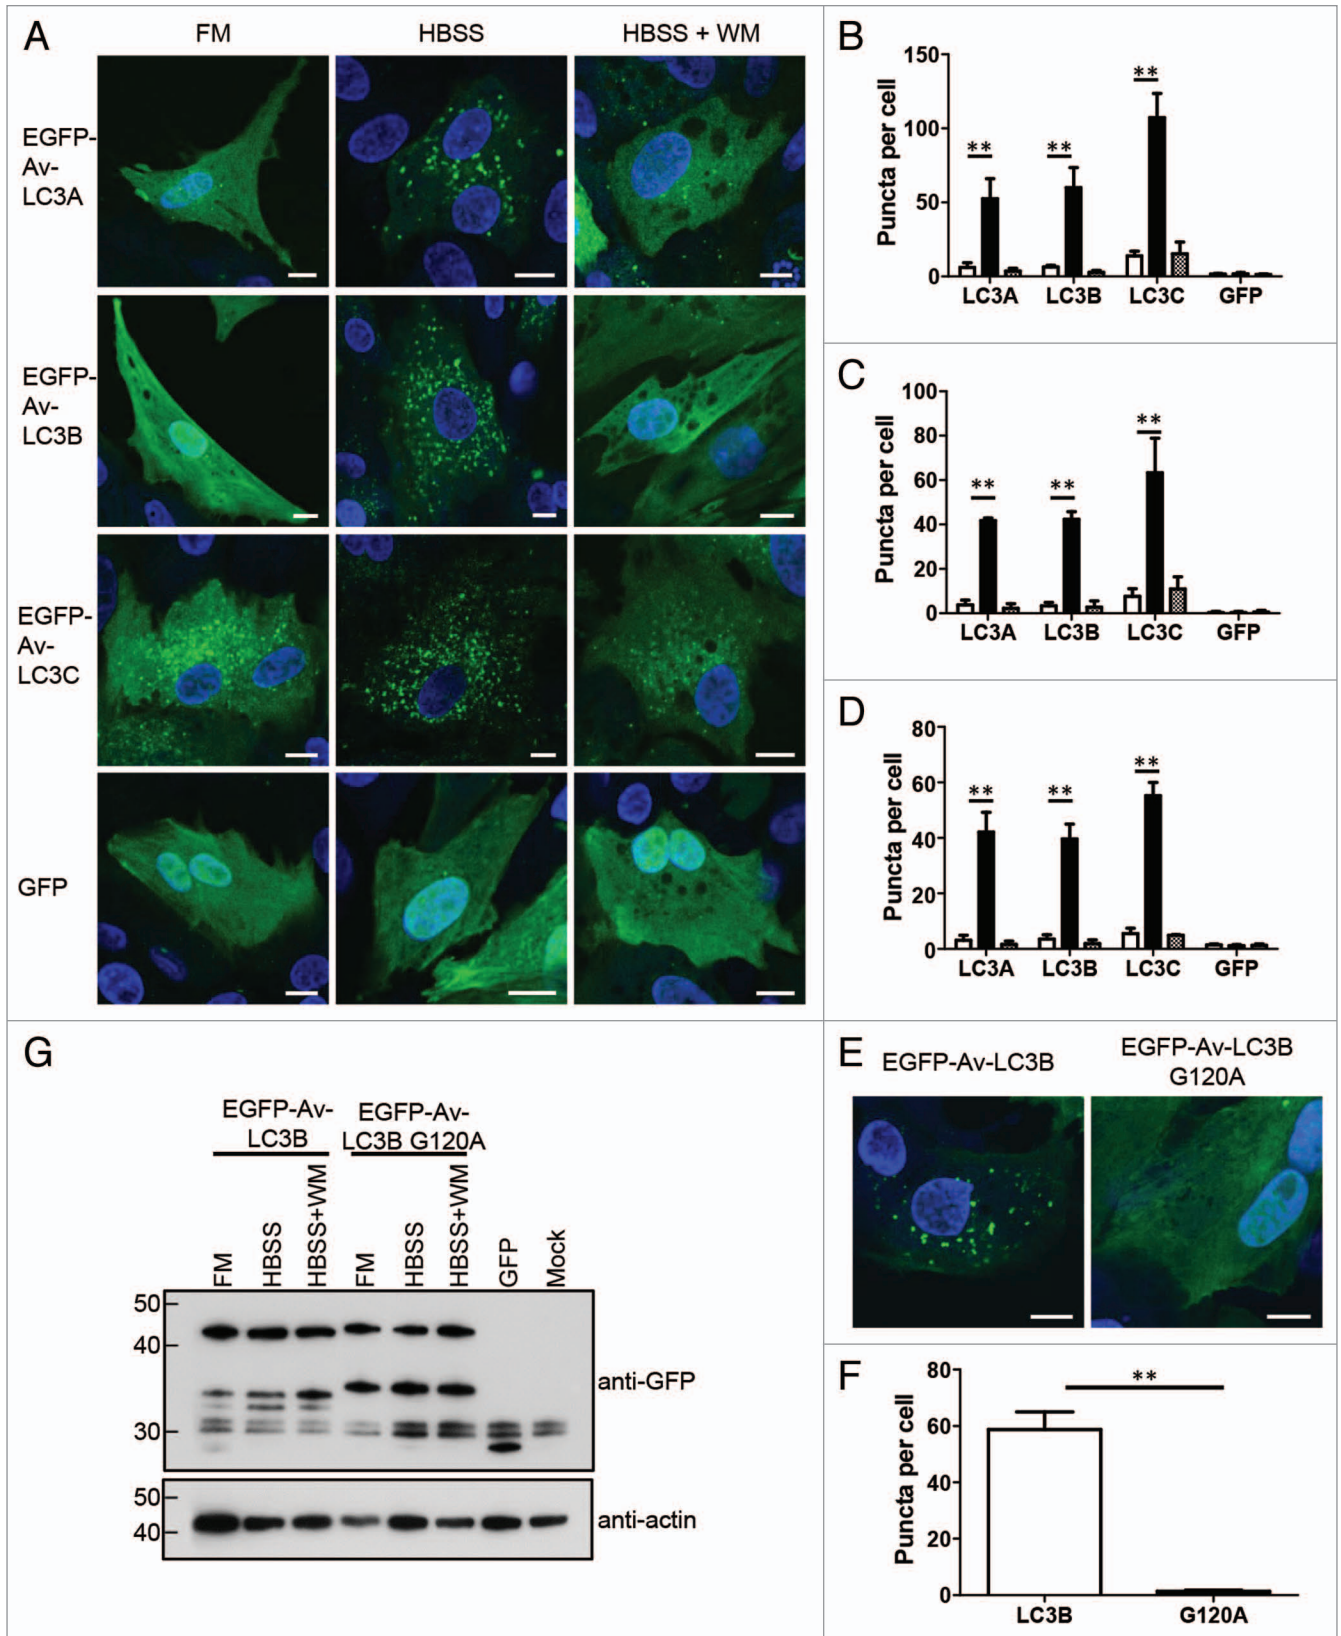 A
FM
HBSS
HBSS + WM
EGFP-
Av-
LC3A
EGFP-
Av-
LC3B
EGFP-
Av-
LC3C
GFP
B
Puncta per cell
150
100
50
0
**
**
**
LC3A
LC3B
LC3C
GFP
C
Puncta per cell
100
80
60
40
20
0
**
**
**
LC3A
LC3B
LC3C
GFP
D
Puncta per cell
80
60
40
20
0
**
**
**
LC3A
LC3B
LC3C
GFP
G
EGFP-Av-
LC3B
EGFP-Av-
LC3B G120A
FM
HBSS
HBSS+WM
FM
HBSS
HBSS+WM
GFP
Mock
50
40
30
anti-GFP
50
40
anti-actin
E
EGFP-Av-LC3B
EGFP-Av-LC3B
G120A
F
Puncta per cell
80
60
40
20
0
**
LC3B
G120A